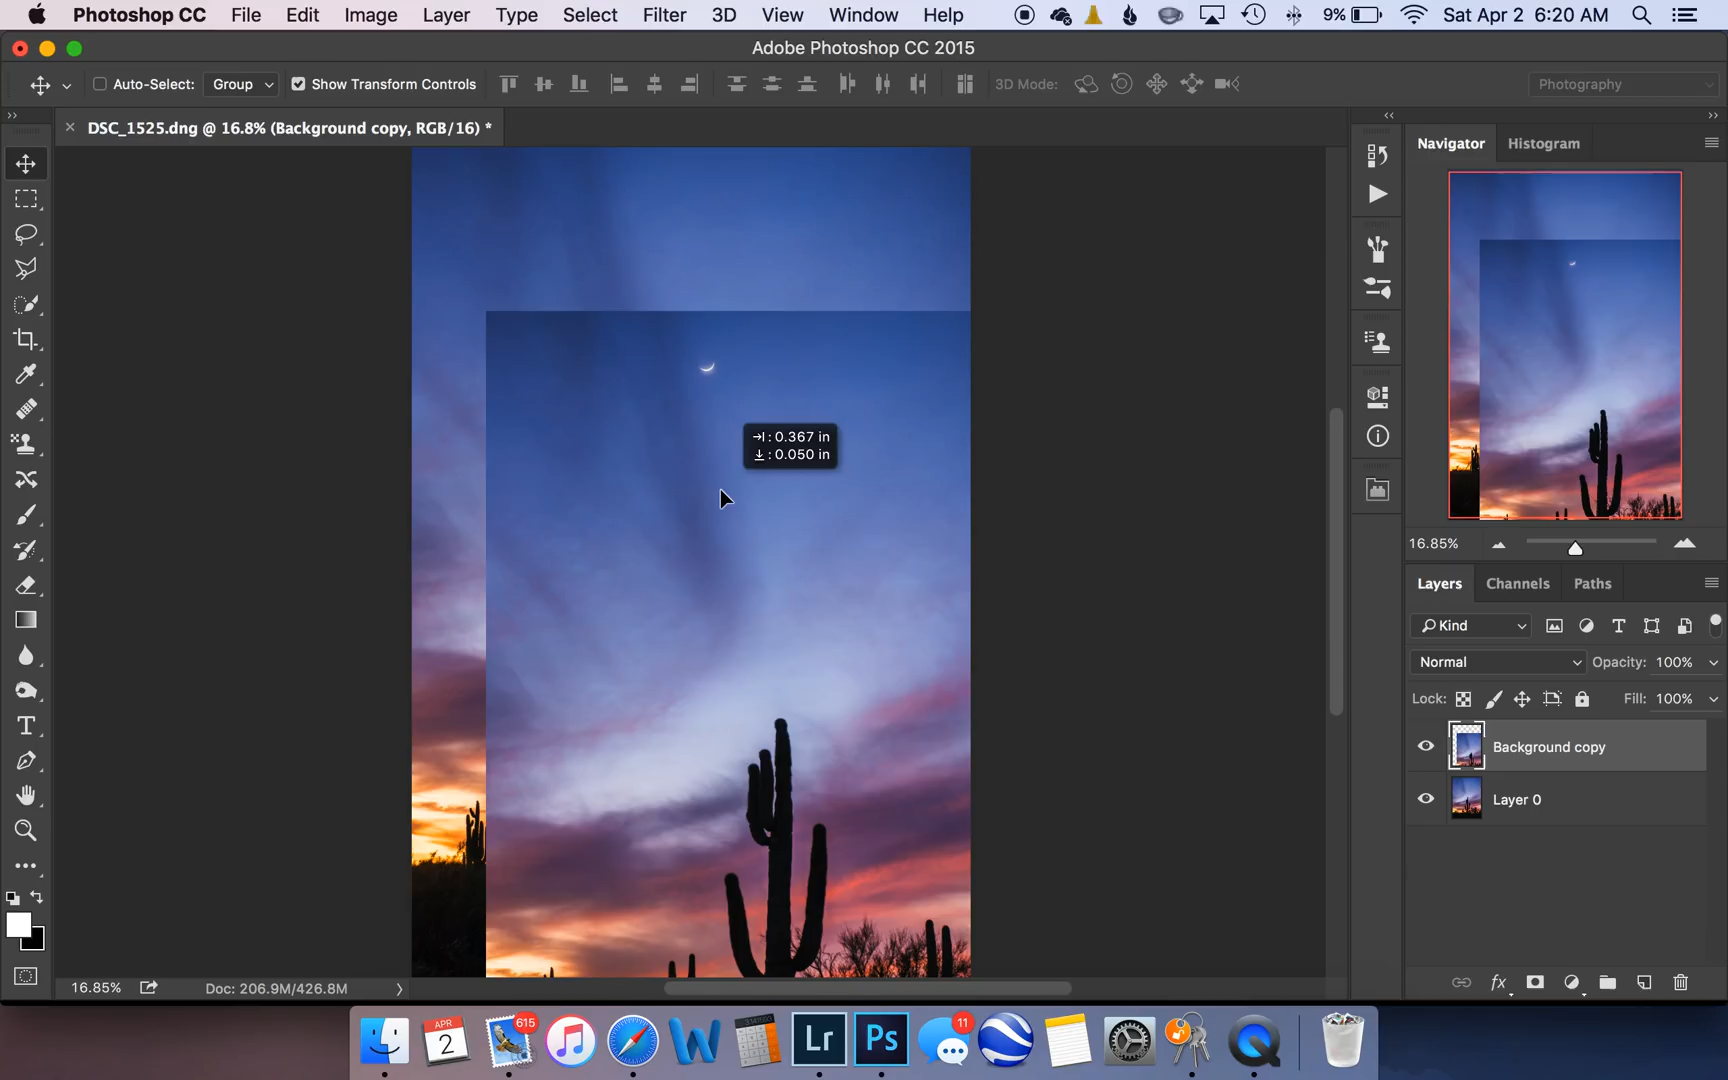 Photoshop CC File Edit Image Layer Type Select Filter 3D View Window Help 9% Sat Apr 2 6:20 AM
Adobe Photoshop CC 2015
Auto-Select: Group Show Transform Controls 3D Mode: Photography
DSC_1525.dng @ 16.8% (Background copy, RGB/16) *
Navigator Histogram
→I : 0.367 in
: 0.050 in
16.85%
Layers Channels Paths
Kind
Normal Opacity: 100%
Lock: Fill: 100%
Background copy
Layer 0
fx
16.85% Doc: 206.9M/426.8M
APR
2
615
Lr
Ps
11